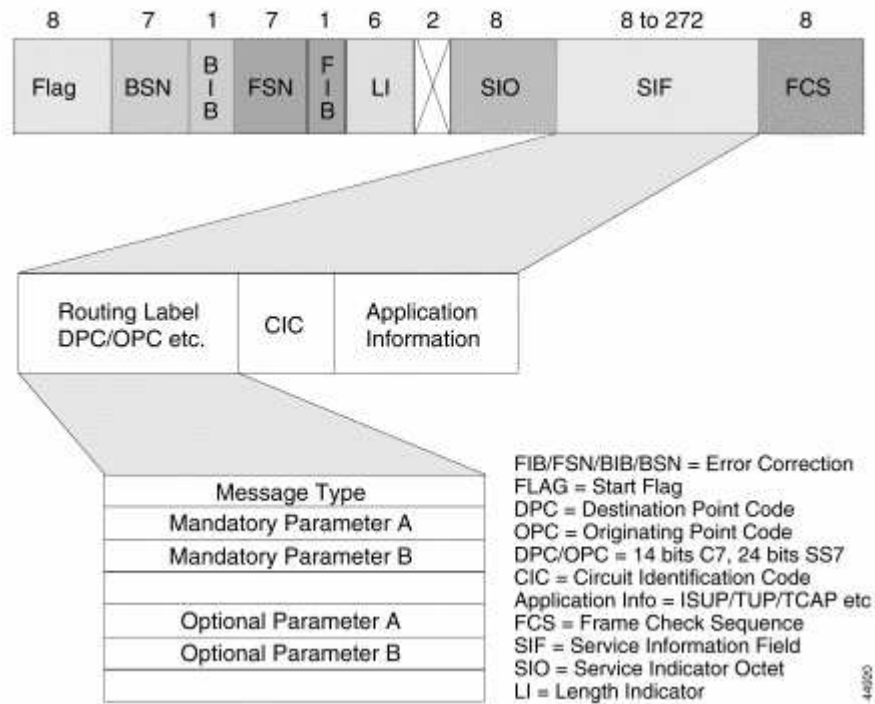 8 7 1 7 1 6 2 8 8 to 272 8
Flag BSN BIB FSN FIB LI SIO SIF FCS
Routing Label
DPC/OPC etc.
CIC
Application
Information
Message Type
Mandatory Parameter A
Mandatory Parameter B
Optional Parameter A
Optional Parameter B
FIB/FSN/BIB/BSN = Error Correction
FLAG = Start Flag
DPC = Destination Point Code
OPC = Originating Point Code
DPC/OPC = 14 bits C7, 24 bits SS7
CIC = Circuit Identification Code
Application Info = ISUP/TUP/TCAP etc
FCS = Frame Check Sequence
SIF = Service Information Field
SIO = Service Indicator Octet
LI = Length Indicator